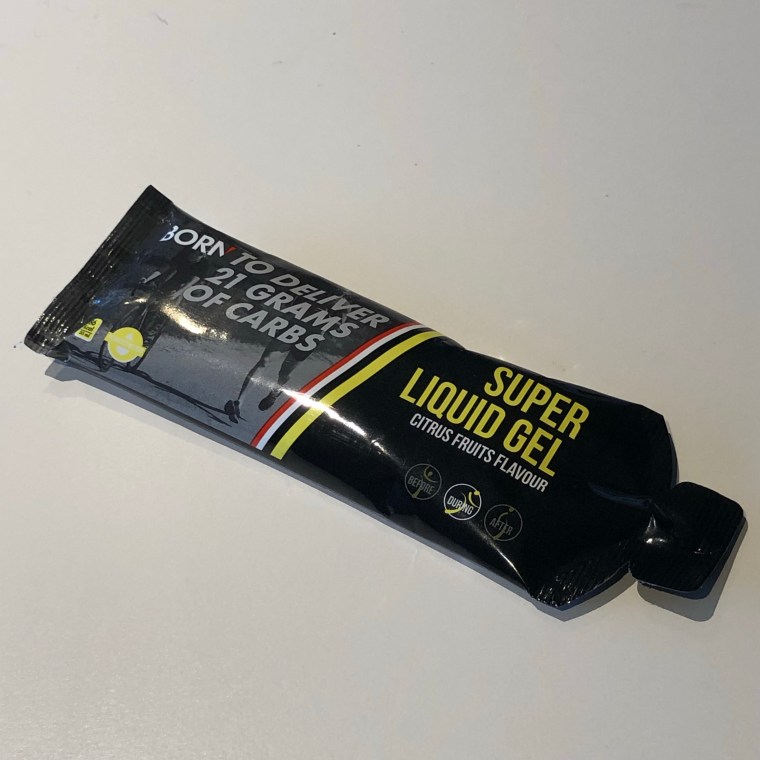 BORN TO DELIVER
21 GRAMS
OF CARBS
SUPER
LIQUID GEL
CITRUS FRUITS FLAVOUR
BEFORE
DURING
AFTER